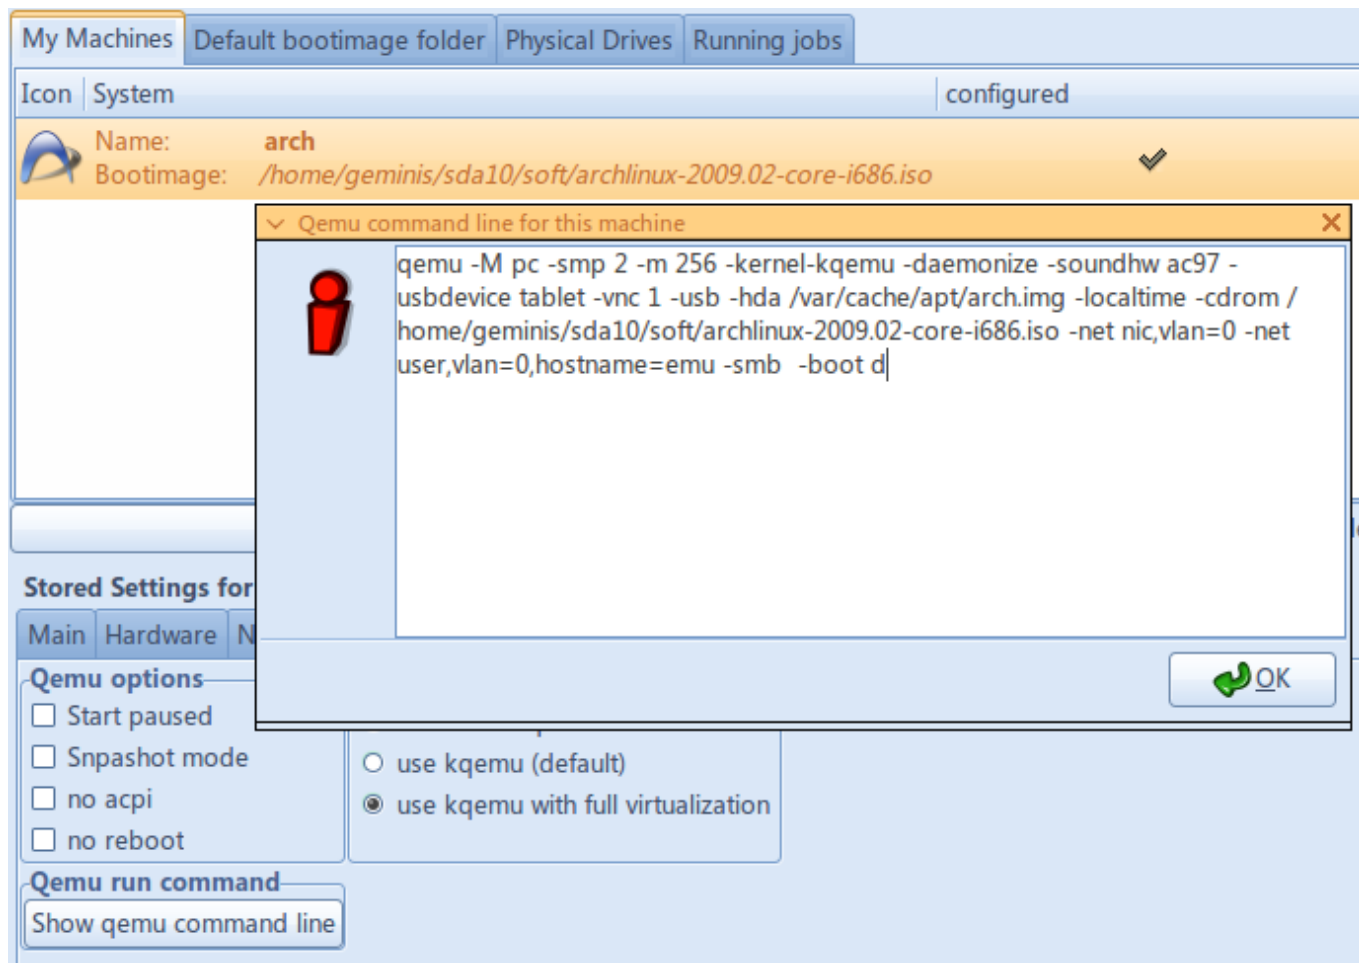 My Machines Default bootimage folder Physical Drives Running jobs
Icon System configured
Name: arch
Bootimage: /home/geminis/sda10/soft/archlinux-2009.02-core-i686.iso
Qemu command line for this machine
qemu -M pc -smp 2 -m 256 -kernel-kqemu -daemonize -soundhw ac97 -
usbdevice tablet -vnc 1 -usb -hda /var/cache/apt/arch.img -localtime -cdrom /
home/geminis/sda10/soft/archlinux-2009.02-core-i686.iso -net nic,vlan=0 -net
user,vlan=0,hostname=emu -smb -boot d
OK
Stored Settings for
Main Hardware N
Qemu options
Start paused
Snpashot mode
no acpi
no reboot
use kqemu (default)
use kqemu with full virtualization
Qemu run command
Show qemu command line